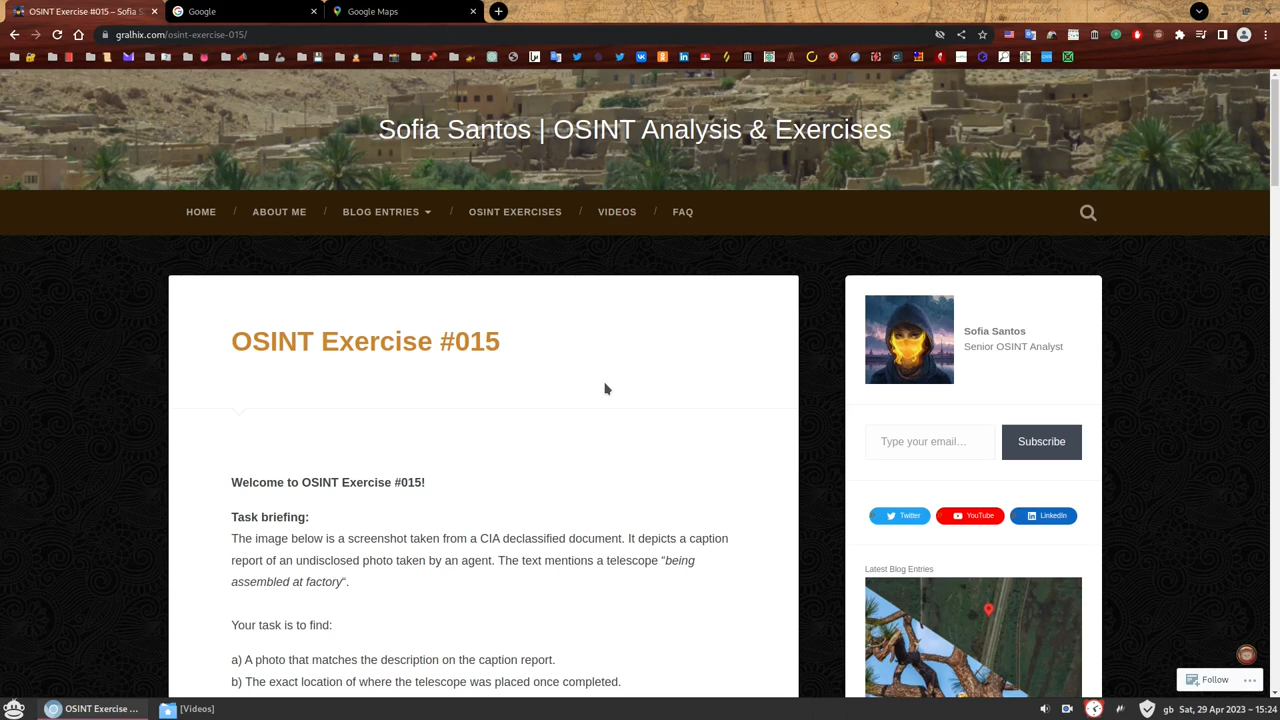 OSINT Exercise #015 – Sofia S
Google
Google Maps
gralhix.com/osint-exercise-015/
Sofia Santos | OSINT Analysis & Exercises
HOME / ABOUT ME / BLOG ENTRIES / OSINT EXERCISES / VIDEOS / FAQ
OSINT Exercise #015
Sofia Santos
Senior OSINT Analyst
Type your email…
Subscribe
Welcome to OSINT Exercise #015!
Task briefing:
The image below is a screenshot taken from a CIA declassified document. It depicts a caption
report of an undisclosed photo taken by an agent. The text mentions a telescope “being
assembled at factory“.
Twitter
YouTube
LinkedIn
Latest Blog Entries
Your task is to find:
a) A photo that matches the description on the caption report.
b) The exact location of where the telescope was placed once completed.
Follow
OSINT Exercise ...
[Videos]
gb Sat, 29 Apr 2023 ~ 15:24